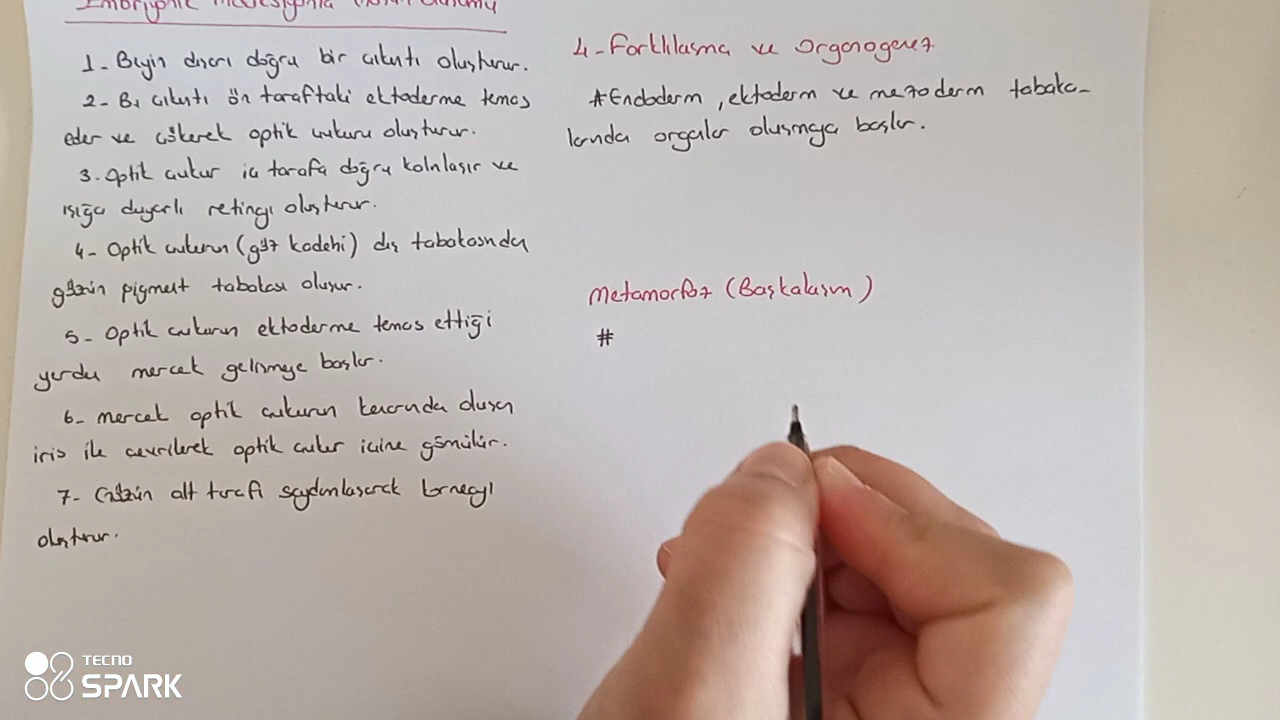 Embriyonik
1- Beyin dışarı doğru bir çıkıntı oluşturur.
2- Bu çıkıntı ön taraftaki ektoderme temas
eder ve çökerek optik çukuru oluşturur.
3. Optik çukur iç tarafa doğru kalınlaşır ve
ışığa duyarlı retinayı oluşturur.
4- Optik çukurun (göz kadehi) dış tabakasında
gözün pigment tabakası oluşur.
5- Optik çukurun ektoderme temas ettiği
yerde mercek gelişmeye başlar.
6- mercek optik çukurun kenarında oluşan
iris ile çevrilerek optik çukur içine gömülür.
7- Gözün alt tarafı saydamlaşarak korneayı
oluşturur.
4-Farklılaşma ve Organogenez
#Endoderm, ektoderm ve mezoderm tabaka-
larında organlar oluşmaya başlar.
Metamorfoz (Başkalaşım)
#
TECNO
SPARK